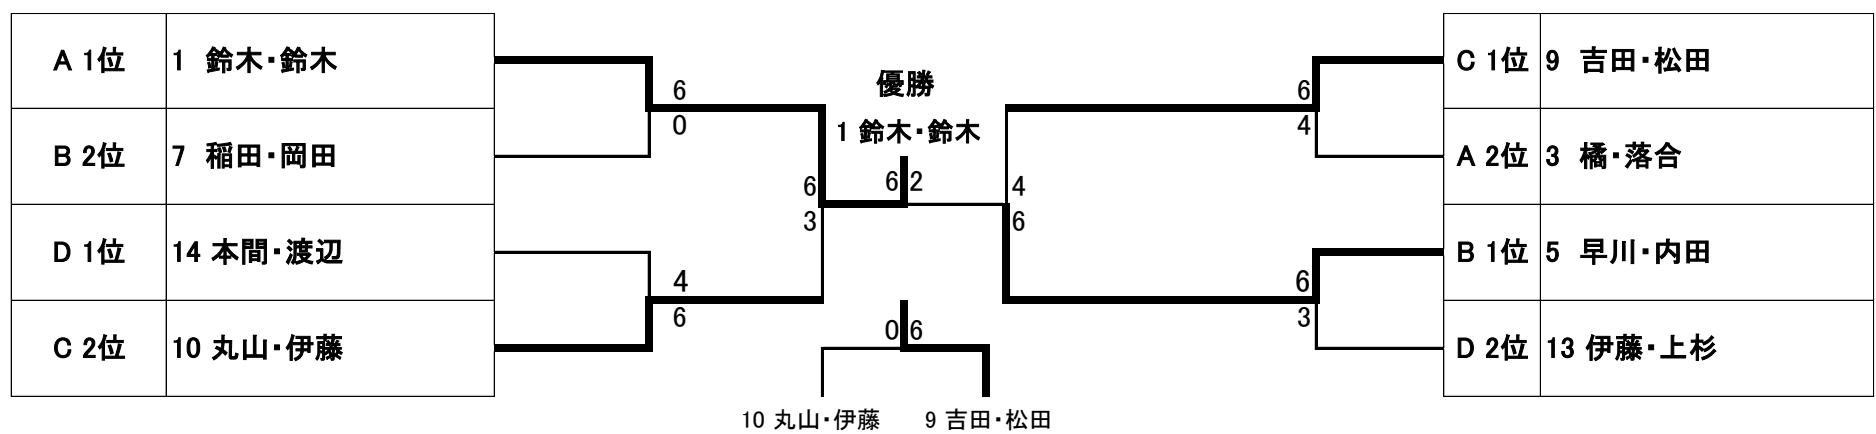 A 1位 1 鈴木・鈴木
B 2位 7 稲田・岡田
D 1位 14 本間・渡辺
C 2位 10 丸山・伊藤
6
0
4
6
6
3
優勝
1 鈴木・鈴木
6 2
0 6
10 丸山・伊藤 9 吉田・松田
4
6
6
4
6
3
C 1位 9 吉田・松田
A 2位 3 橘・落合
B 1位 5 早川・内田
D 2位 13 伊藤・上杉